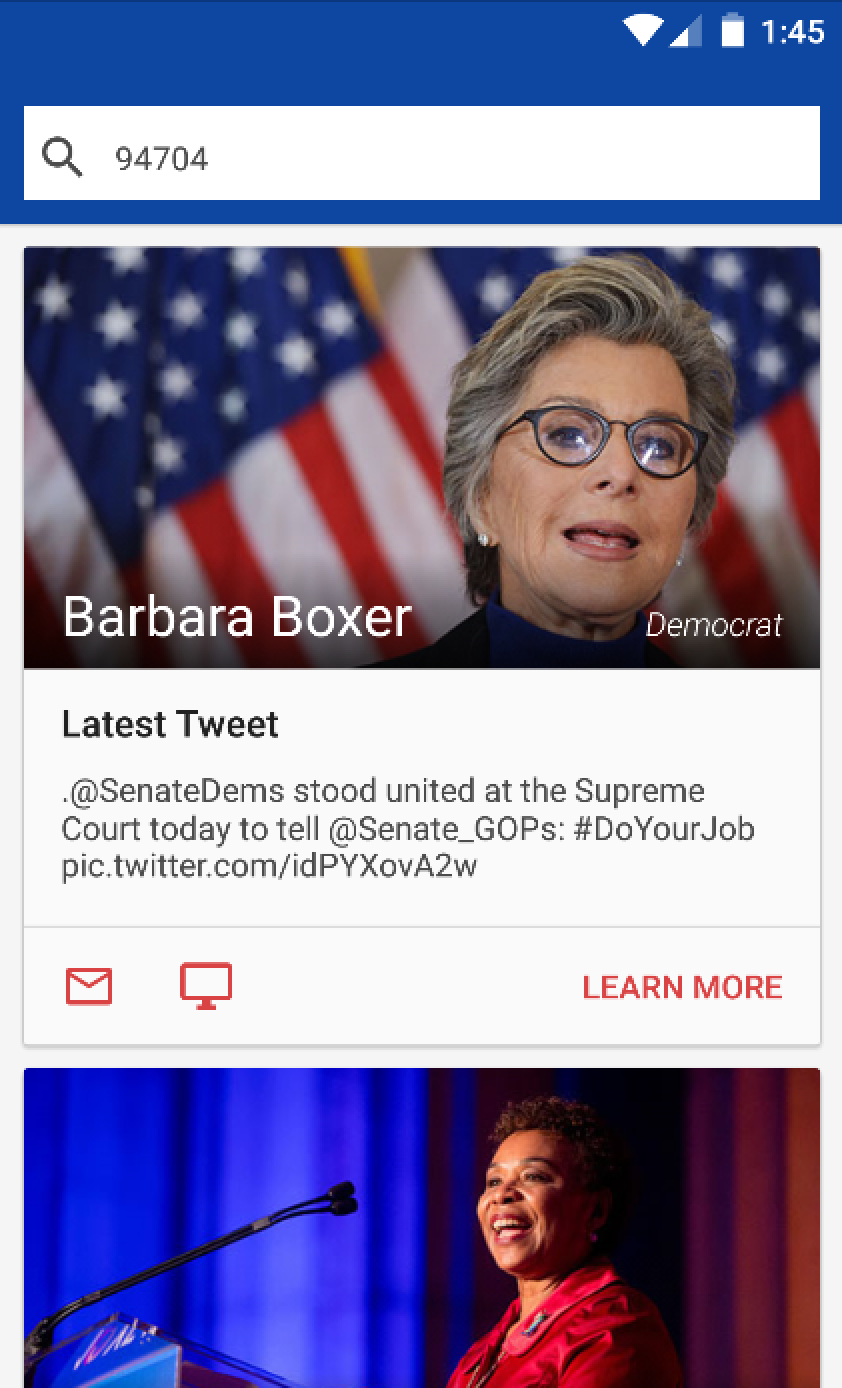 1:45
94704
Barbara Boxer
Democrat
Latest Tweet
.@SenateDems stood united at the Supreme
Court today to tell @Senate_GOPs: #DoYourJob
pic.twitter.com/idPYXovA2w
LEARN MORE